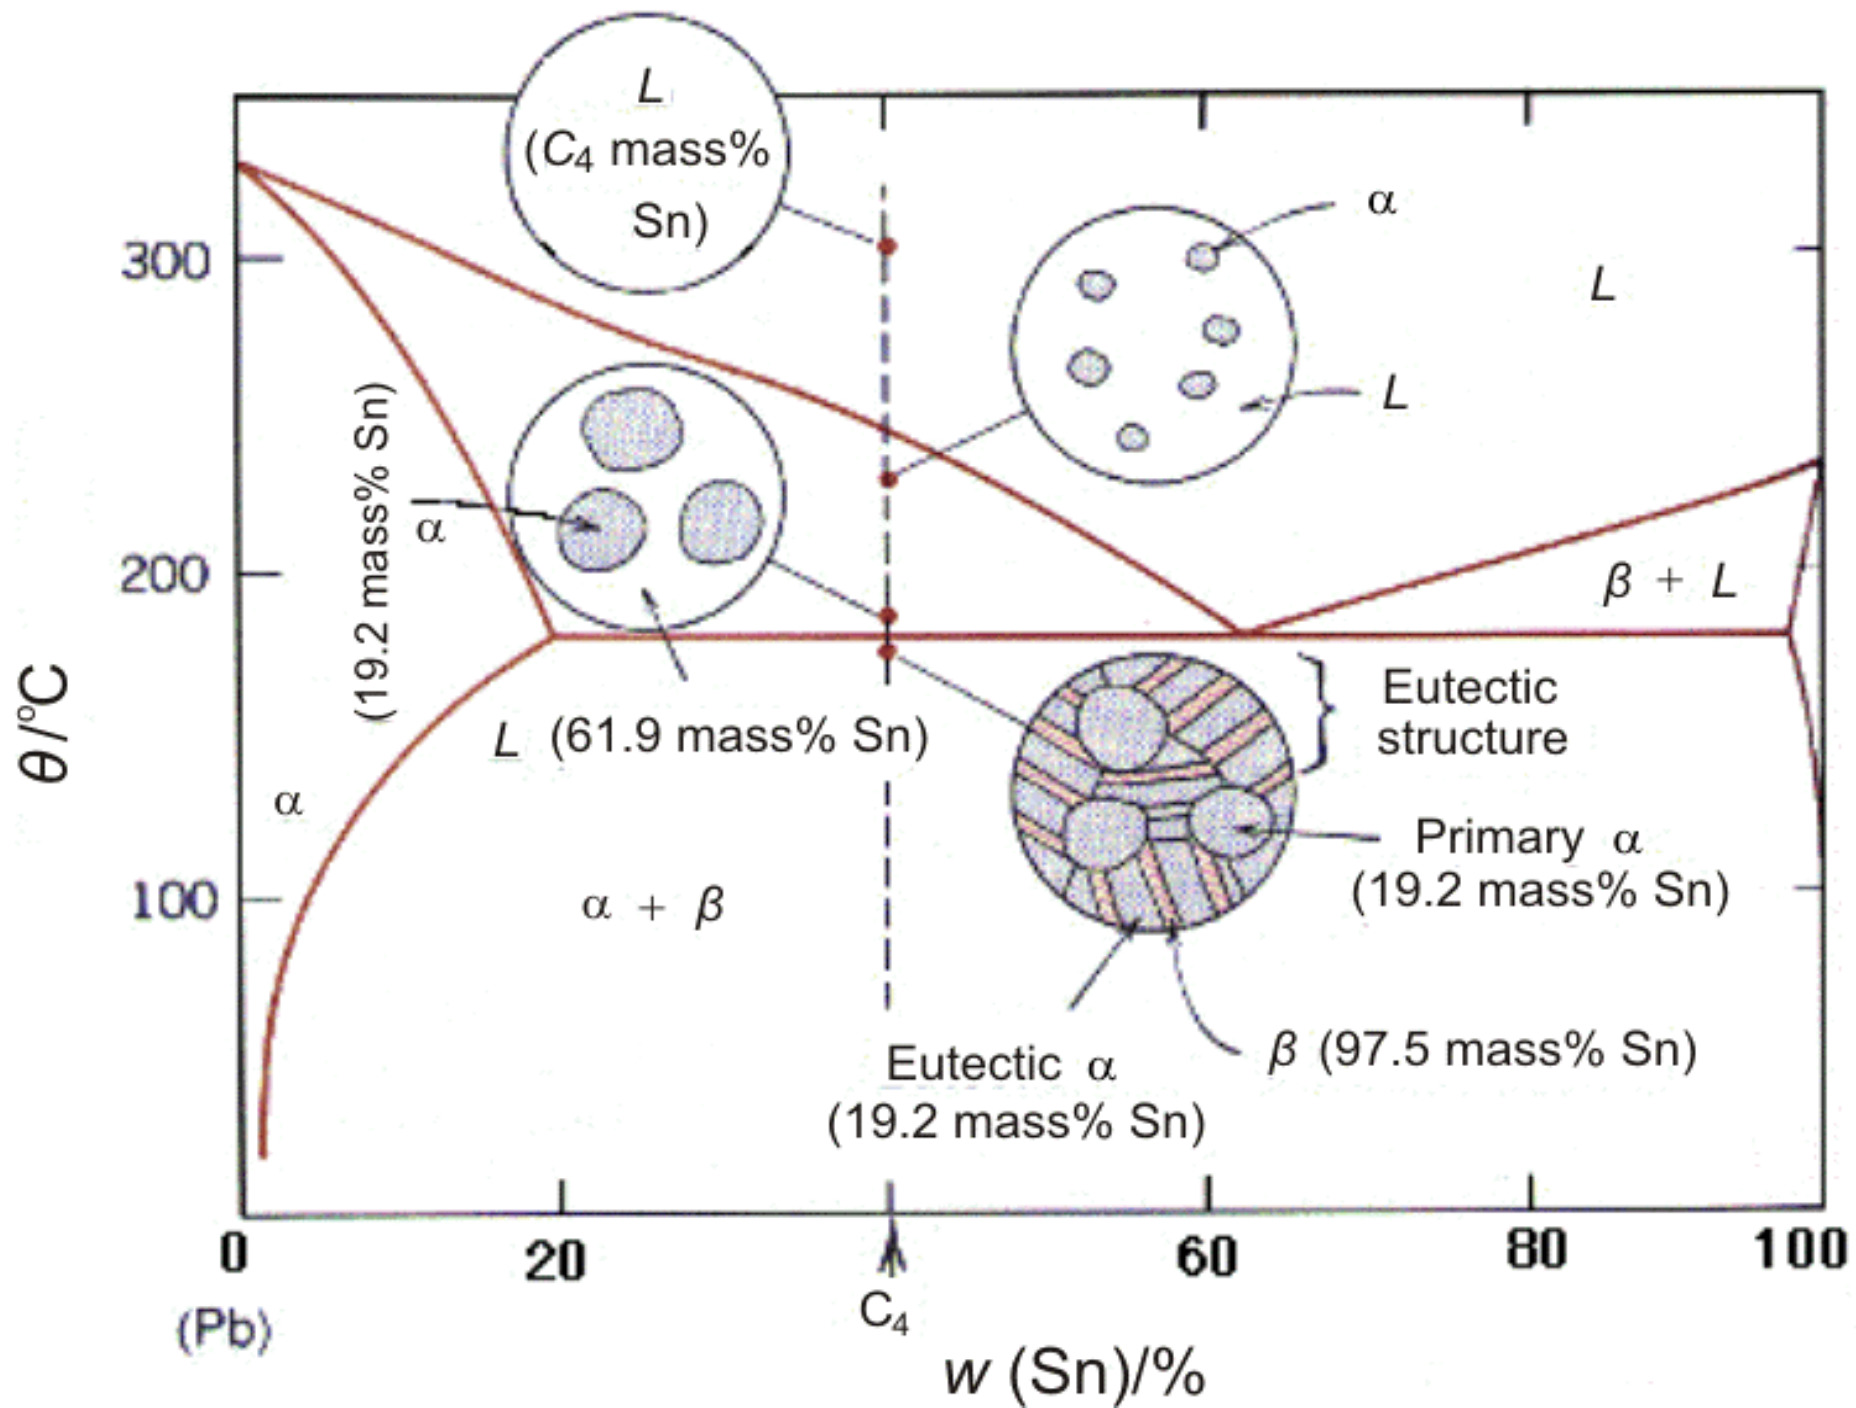 L
(C₄ mass%
Sn)
α
L
L
300
200
100
θ/°C
(19.2 mass% Sn)
α
β + L
L (61.9 mass% Sn)
Eutectic
structure
α
Primary α
(19.2 mass% Sn)
α + β
β (97.5 mass% Sn)
Eutectic α
(19.2 mass% Sn)
0
20
60
80
100
(Pb)
C₄
w (Sn)/%